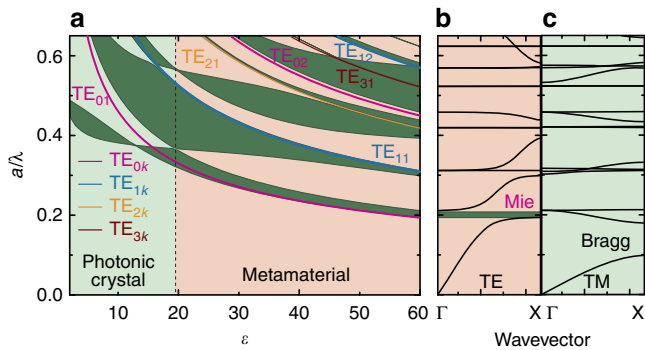 a
b
c
0.6
0.4
0.2
0.0
a/λ
TE01
TE21
TE02
TE12
TE31
TE11
TE0k
TE1k
TE2k
TE3k
Photonic
crystal
Metamaterial
10 20 30 40 50 60
ε
Mie
TE
Bragg
TM
Γ X Γ X
Wavevector